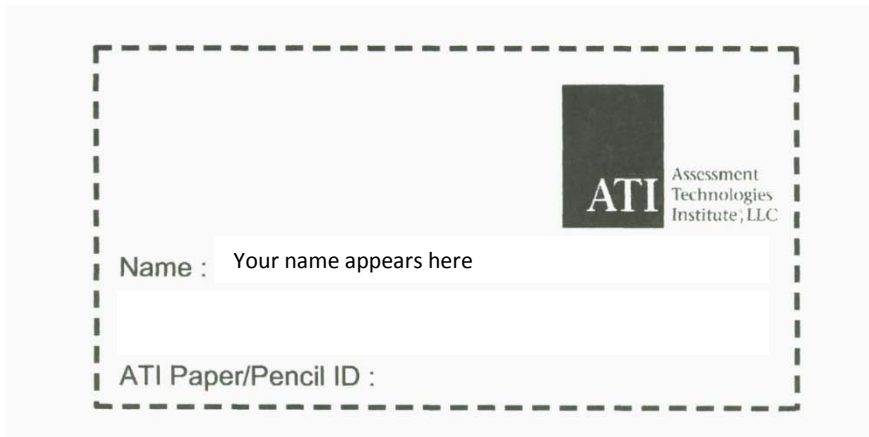 ATI
Assessment
Technologies
Institute, LLC
Name : Your name appears here
ATI Paper/Pencil ID :